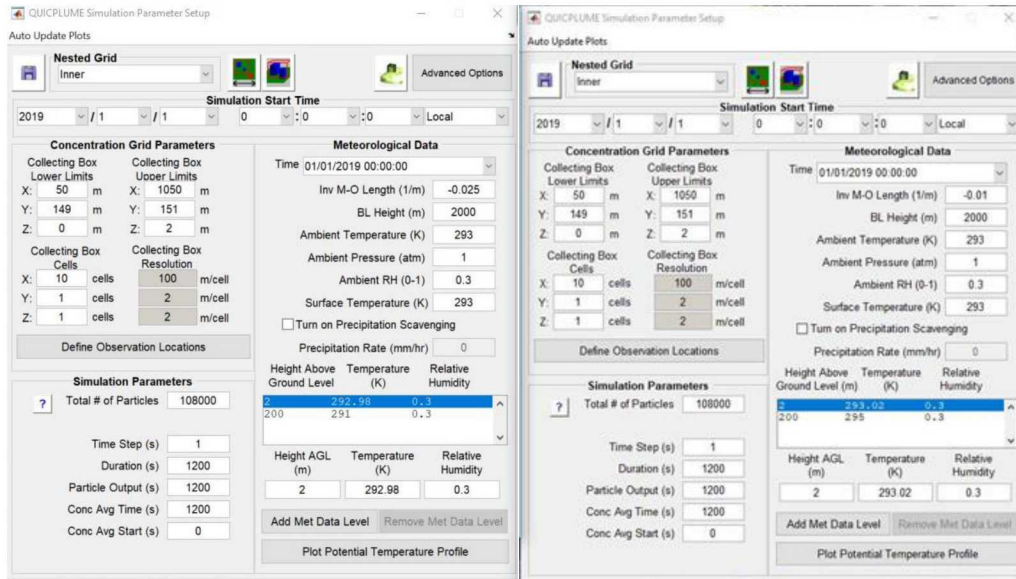 QUICPLUME Simulation Parameter Setup
Auto Update Plots
Nested Grid
Inner
Advanced Options
Simulation Start Time
2019 / 1 / 1 0 : 0 : 0 Local
Concentration Grid Parameters
Collecting Box Lower Limits
Collecting Box Upper Limits
X: 50 m X: 1050 m
Y: 149 m Y: 151 m
Z: 0 m Z: 2 m
Collecting Box Cells
Collecting Box Resolution
X: 10 cells 100 m/cell
Y: 1 cells 2 m/cell
Z: 1 cells 2 m/cell
Define Observation Locations
Simulation Parameters
?
Total # of Particles 108000
Time Step (s) 1
Duration (s) 1200
Particle Output (s) 1200
Conc Avg Time (s) 1200
Conc Avg Start (s) 0
Meteorological Data
Time 01/01/2019 00:00:00
Inv M-O Length (1/m) -0.025
BL Height (m) 2000
Ambient Temperature (K) 293
Ambient Pressure (atm) 1
Ambient RH (0-1) 0.3
Surface Temperature (K) 293
Turn on Precipitation Scavenging
Precipitation Rate (mm/hr) 0
Height Above Temperature Relative
Ground Level (K) Humidity
2 292.98 0.3
200 291 0.3
Height AGL Temperature Relative
(m) (K) Humidity
2 292.98 0.3
Add Met Data Level Remove Met Data Level
Plot Potential Temperature Profile
QUICPLUME Simulation Parameter Setup
Auto Update Plots
Nested Grid
Inner
Advanced Options
Simulation Start Time
2019 / 1 / 1 0 : 0 : 0 Local
Concentration Grid Parameters
Collecting Box Lower Limits
Collecting Box Upper Limits
X: 50 m X: 1050 m
Y: 149 m Y: 151 m
Z: 0 m Z: 2 m
Collecting Box Cells
Collecting Box Resolution
X: 10 cells 100 m/cell
Y: 1 cells 2 m/cell
Z: 1 cells 2 m/cell
Define Observation Locations
Simulation Parameters
?
Total # of Particles 108000
Time Step (s) 1
Duration (s) 1200
Particle Output (s) 1200
Conc Avg Time (s) 1200
Conc Avg Start (s) 0
Meteorological Data
Time 01/01/2019 00:00:00
Inv M-O Length (1/m) -0.01
BL Height (m) 2000
Ambient Temperature (K) 293
Ambient Pressure (atm) 1
Ambient RH (0-1) 0.3
Surface Temperature (K) 293
Turn on Precipitation Scavenging
Precipitation Rate (mm/hr) 0
Height Above Temperature Relative
Ground Level (m) (K) Humidity
2 293.02 0.3
200 295 0.3
Height AGL Temperature Relative
(m) (K) Humidity
2 293.02 0.3
Add Met Data Level Remove Met Data Level
Plot Potential Temperature Profile